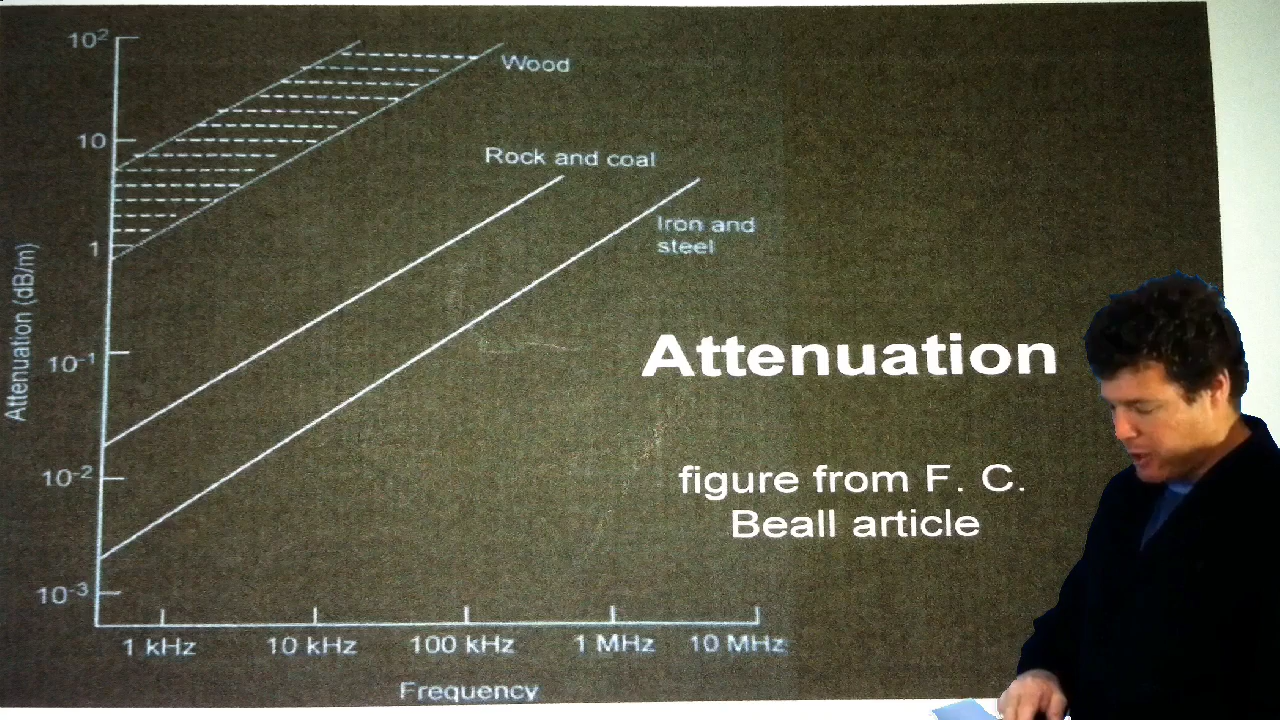 10²
Wood
10
Rock and coal
Iron and
steel
1
Attenuation (dB/m)
10⁻¹
Attenuation
10⁻²
figure from F. C.
Beall article
10⁻³
1 kHz
10 kHz
100 kHz
1 MHz
10 MHz
Frequency